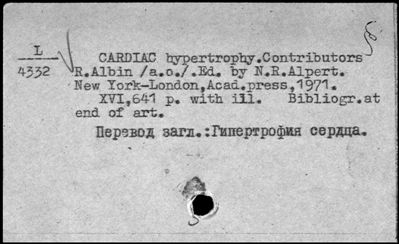 L
4332
CARDIAC hypertrophy.Contributors
R.Albin /a.o./.Ed. by N.R.Alpert.
New York-London,Acad.press,1971.
XVI,641 p. with ill. Bibliogr.at
end of art.
Перевод загл.:Гипертрофия сердца.